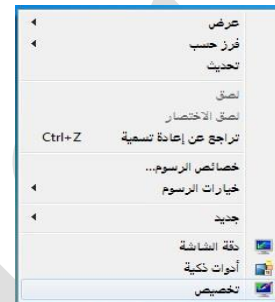 عرض
فرز حسب
تحديث
لصق
لصق الاختصار
تراجع عن إعادة تسمية Ctrl+Z
خصائص الرسوم...
خيارات الرسوم
جديد
دقة الشاشة
أدوات ذكية
تخصيص